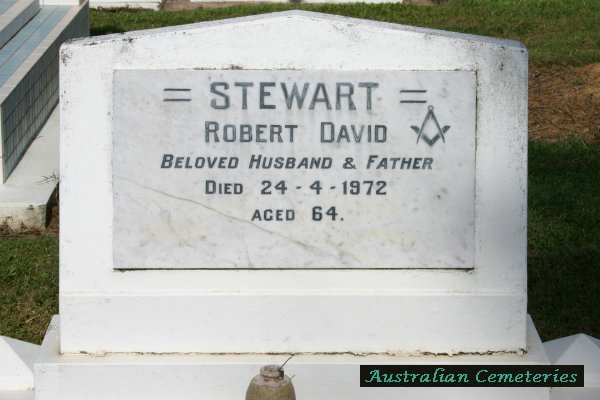 = STEWART =
ROBERT DAVID
BELOVED HUSBAND & FATHER
DIED 24-4-1972
AGED 64.
Australian Cemeteries